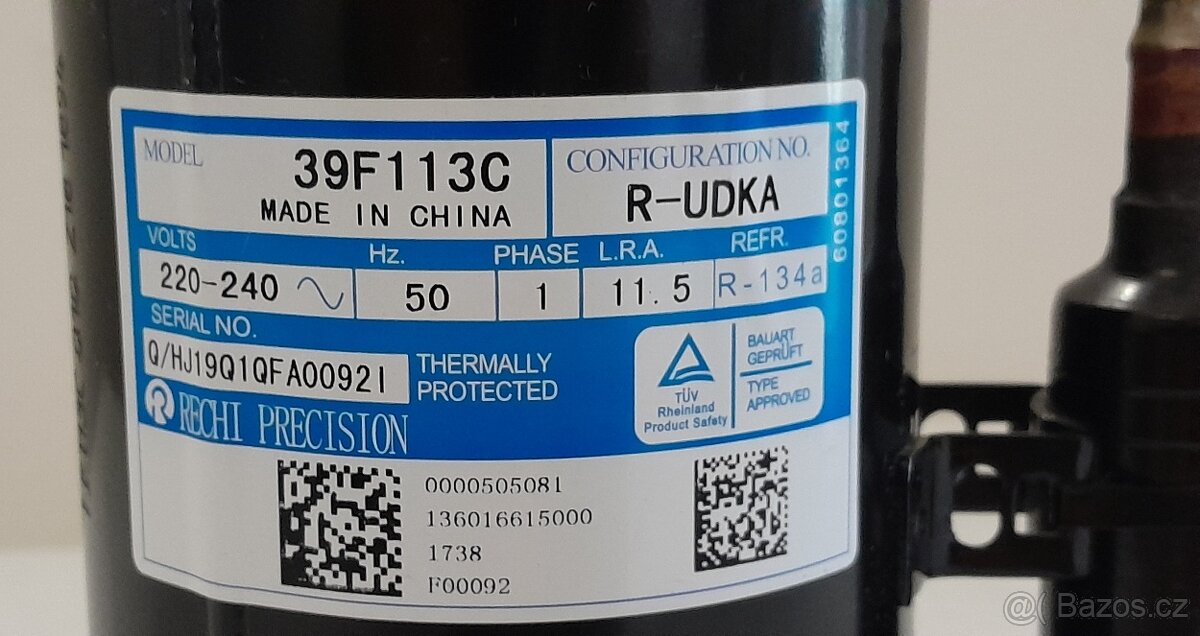 MODEL
39F113C
MADE IN CHINA
CONFIGURATION NO.
R-UDKA
60801364
VOLTS
Hz.
PHASE
L.R.A.
REFR.
220-240
50
1
11.5
R-134a
SERIAL NO.
Q/HJ19Q1QFA00921
THERMALLY
PROTECTED
RECHI PRECISION
TÜV
Rheinland
Product Safety
BAUART
GEPRÜFT
TYPE
APPROVED
0000505081
136016615000
1738
F00092
@( Bazos.cz